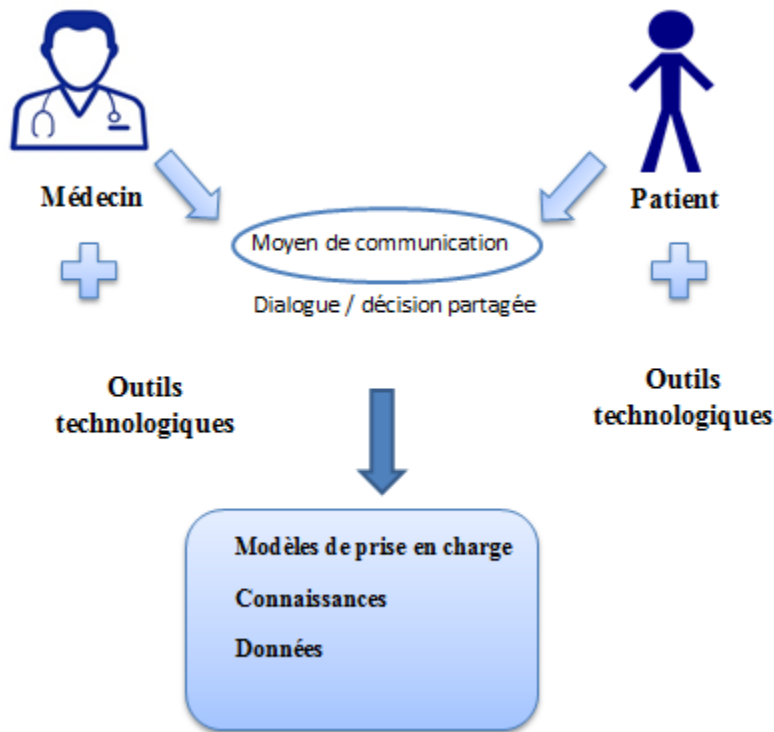 Médecin
Patient
Moyen de communication
Dialogue / décision partagée
Outils
technologiques
Outils
technologiques
Modèles de prise en charge
Connaissances
Données